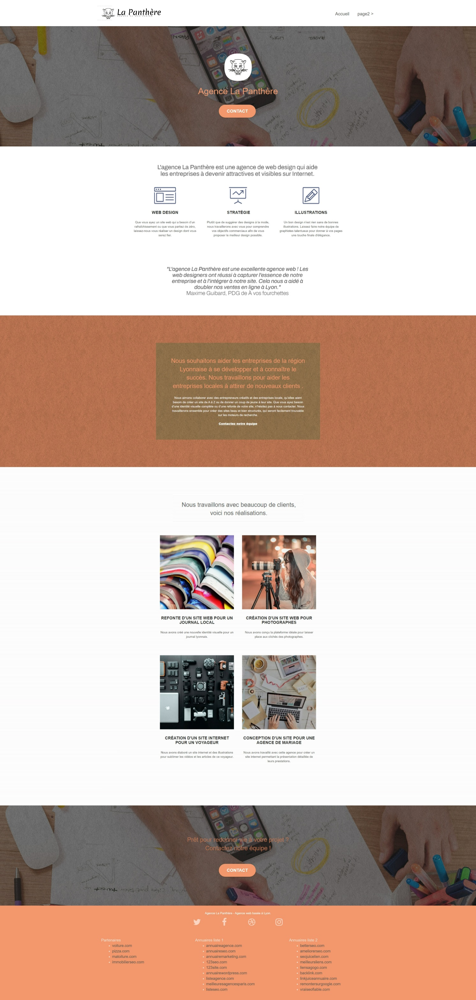 La Panthère
AGENCE DE WEB DESIGN
Accueil
page2 >
Agence La Panthère
CONTACT
L'agence La Panthère est une agence de web design qui aide
les entreprises à devenir attractives et visibles sur Internet.
WEB DESIGN
Que vous ayez un site web qui a besoin d'un
rafraîchissement ou que vous partiez de zéro,
laissez-nous vous réaliser un design dont vous
serez fier.
STRATÉGIE
Plutôt que de suggérer des designs à la mode,
nous travaillerons avec vous pour comprendre
vos objectifs commerciaux afin de vous
proposer le meilleur design possible.
ILLUSTRATIONS
Un bon design n'est rien sans de bonnes
illustrations. Laissez faire notre équipe de
graphistes talentueux pour donner à vos pages
une touche finale d'élégance.
"L'agence La Panthère est une excellente agence web ! Les
web designers ont réussi à capturer l'essence de notre
entreprise et à l'intégrer à notre site. Cela nous a aidé à
doubler nos ventes en ligne à Lyon."
Maxime Guibard, PDG de À vos fourchettes
Nous souhaitons aider les entreprises de la région
Lyonnaise à se développer et à connaître le
succès. Nous travaillons pour aider les
entreprises locales à attirer de nouveaux clients .
Nous aimons collaborer avec des entrepreneurs créatifs et des entreprises locale, qu'elles aient
besoin de créer un site de A à Z ou de donner un coup de jeune à leur site. Que vous ayez besoin
d'une identité visuelle complète ou d'une refonte de votre site, n'hésitez pas à nous contacter. Nous
travaillerons ensemble pour créer des sites beau et bien structurés, qui seront facilement trouvable
sur les moteurs de recherche.
Contactez notre équipe
Nous travaillons avec beaucoup de clients,
voici nos réalisations.
REFONTE D'UN SITE WEB POUR UN
JOURNAL LOCAL
Nous avons créé une nouvelle identité visuelle pour un
journal lyonnais.
CRÉATION D'UN SITE WEB POUR
PHOTOGRAPHES
Nous avons conçu la plateforme idéale pour laisser
place aux clichés des photographes.
CRÉATION D'UN SITE INTERNET
POUR UN VOYAGEUR
Nous avons élaboré un site internet et des illustrations
pour sublimer les vidéos et les articles de ce voyageur.
CONCEPTION D'UN SITE POUR UNE
AGENCE DE MARIAGE
Nous avons travaillé avec cette agence pour créer un
site internet permettant la présentation détaillée de
leurs prestations.
Prêt pour redonner vie à votre projet ?
Contactez notre équipe !
CONTACT
Agence La Panthère - Agence web basée à Lyon
Partenaires
voiture.com
pizza.com
matoiture.com
immobilierseo.com
Annuaires liste 1
annuaireagence.com
annuaireseo.com
annuairemarketing.com
123seo.com
123site.com
annuairewordpress.com
listeagence.com
meilleuresagencesparis.com
listeseo.com
Annuaires liste 2
betterseo.com
ameliorerseo.com
seojuicelien.com
meilleursliens.com
liensagogo.com
backlink.com
linkjuiceannuaire.com
remontersurgoogle.com
vraiseofiable.com